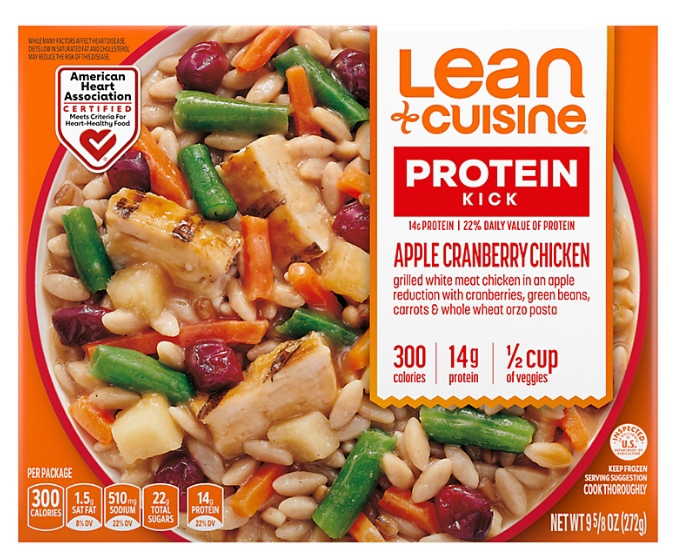 WHILE MANY FACTORS AFFECT HEART DISEASE,
DIETS LOW IN SATURATED FAT AND CHOLESTEROL
MAY REDUCE THE RISK OF THIS DISEASE.
American
Heart
Association
CERTIFIED
Meets Criteria For
Heart-Healthy Food
Lean
CUISINE
PROTEIN
KICK
14g PROTEIN | 22% DAILY VALUE OF PROTEIN
APPLE CRANBERRY CHICKEN
grilled white meat chicken in an apple
reduction with cranberries, green beans,
carrots & whole wheat orzo pasta
300 calories
14g protein
½ cup of veggies
INSPECTED
U.S.
DEPARTMENT OF
AGRICULTURE
KEEP FROZEN
SERVING SUGGESTION
COOK THOROUGHLY
NET WT 9 5/8 OZ (272g)
PER PACKAGE
300 CALORIES
1.5g SAT FAT 8% DV
510mg SODIUM 22% DV
22g TOTAL SUGARS
14g PROTEIN 22% DV